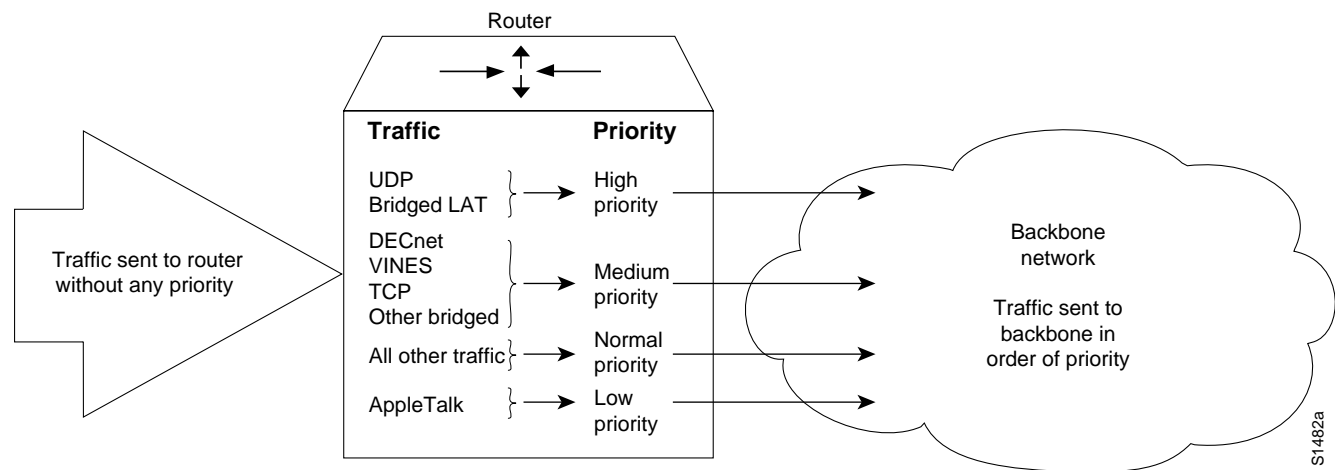 Router
Traffic sent to router
without any priority
Traffic
Priority
UDP
Bridged LAT
High
priority
DECnet
VINES
TCP
Other bridged
Medium
priority
All other traffic
Normal
priority
AppleTalk
Low
priority
Backbone
network
Traffic sent to
backbone in
order of priority
S1482a